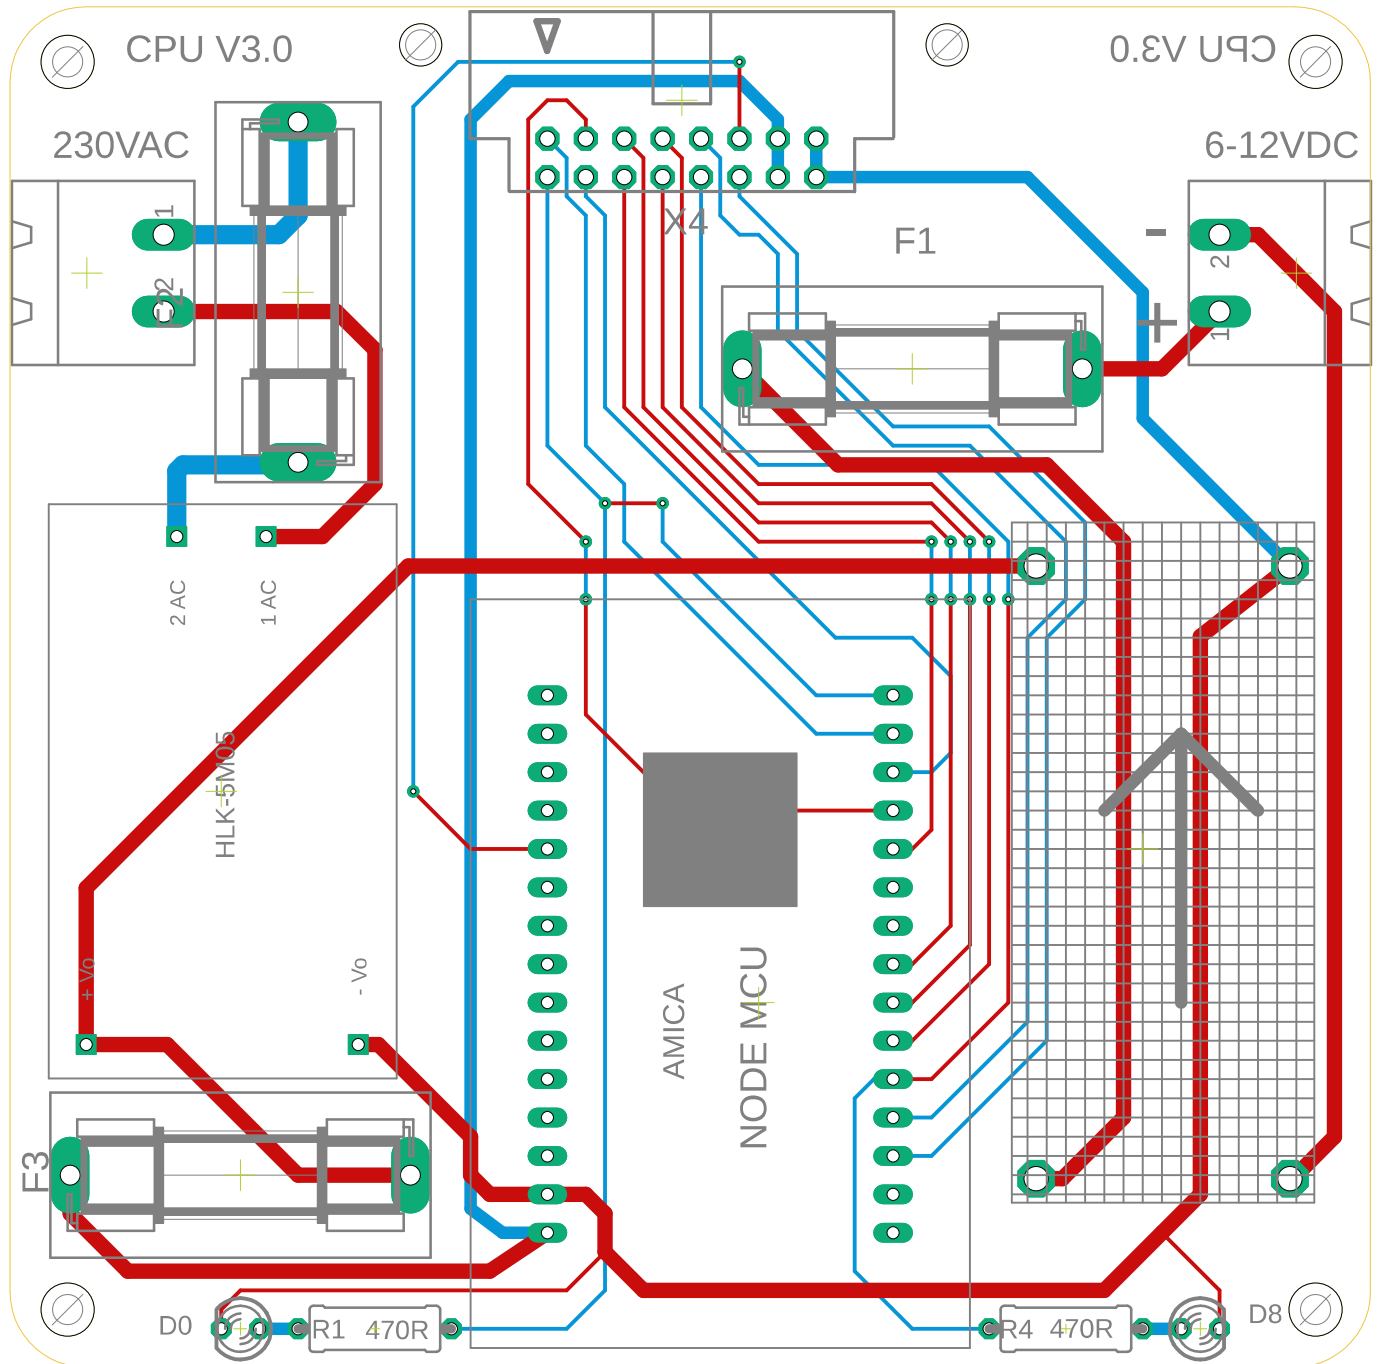 CPU V3.0
CPU V3.0
230VAC
6-12VDC
X4
F1
1
2
F2
-
+
2
1
2 AC
1 AC
HLK-5M05
+ Vo
- Vo
AMICA
NODE MCU
F3
D0
R1
470R
R4
470R
D8